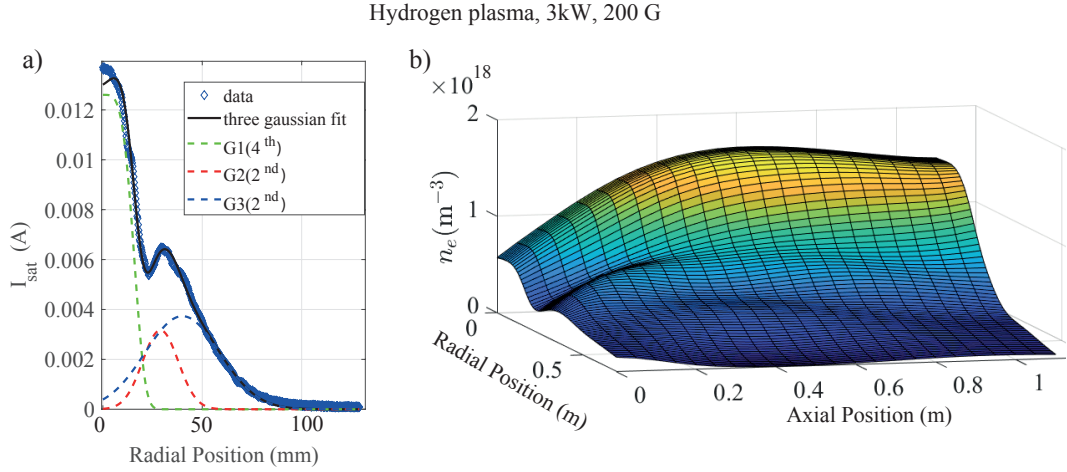 Hydrogen plasma, 3kW, 200 G
a)
0.012
0.01
0.008
0.006
0.004
0.002
0
I_sat (A)
0 50 100
Radial Position (mm)
data
three gaussian fit
G1(4 th)
G2(2 nd)
G3(2 nd)
b)
×10^18
2
1
0
n_e(m^−3)
0
0.5
Radial Position (m)
0 0.2 0.4 0.6 0.8 1
Axial Position (m)